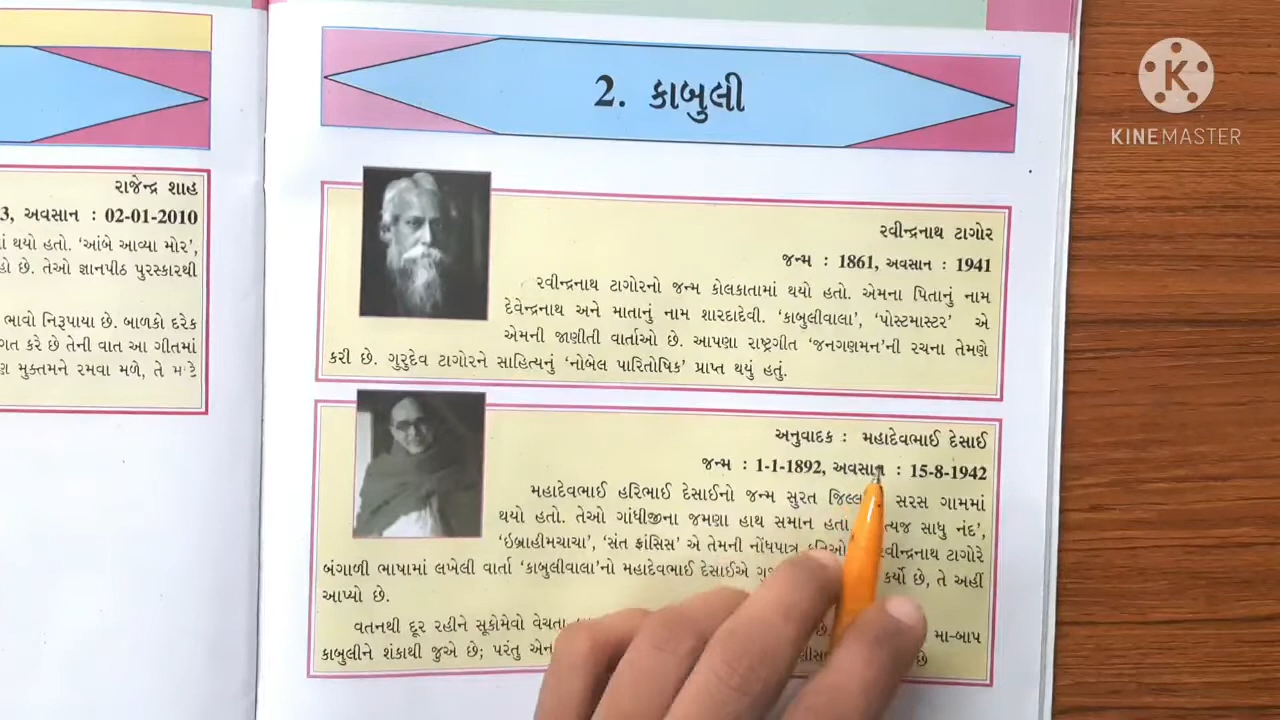 રાજેન્દ્ર શાહ
3, અવસાન : 02-01-2010
થયો હતો. 'આંબે આવ્યા મોર',
છે. તેઓ જ્ઞાનપીઠ પુરસ્કારથી
ભાવો નિરૂપાયા છે. બાળકો દરેક
કરે છે તેની વાત આ ગીતમાં
મુક્તમને રમવા મળે, તે
2. કાબુલી
રવીન્દ્રનાથ ટાગોર
જન્મ : 1861, અવસાન : 1941
રવીન્દ્રનાથ ટાગોરનો જન્મ કોલકાતામાં થયો હતો. એમના પિતાનું નામ
દેવેન્દ્રનાથ અને માતાનું નામ શારદાદેવી. 'કાબુલીવાલા', 'પોસ્ટમાસ્ટર' એ
એમની જાણીતી વાર્તાઓ છે. આપણા રાષ્ટ્રગીત 'જનગણમન'ની રચના તેમણે
કરી છે. ગુરુદેવ ટાગોરને સાહિત્યનું 'નોબેલ પારિતોષિક' પ્રાપ્ત થયું હતું.
અનુવાદક : મહાદેવભાઈ દેસાઈ
જન્મ : 1-1-1892, અવસાન : 15-8-1942
મહાદેવભાઈ હરિભાઈ દેસાઈનો જન્મ સુરત સરસ ગામમાં
થયો હતો. તેઓ ગાંધીજીના જમણા હાથ સમાન હતા. સાધુ નંદ',
'ઇબ્રાહીમચાચા', 'સંત ફ્રાંસિસ' એ તેમની નોંધપાત્ર રવીન્દ્રનાથ ટાગોરે
બંગાળી ભાષામાં લખેલી વાર્તા 'કાબુલીવાલા'નો મહાદેવભાઈ દેસાઈએ કર્યો છે, તે અહીં
આપ્યો છે.
વતનથી દૂર રહીને સૂકોમેવો વેચતા મા-બાપ
કાબુલીને શંકાથી જુએ છે; પરંતુ છે
KINEMASTER